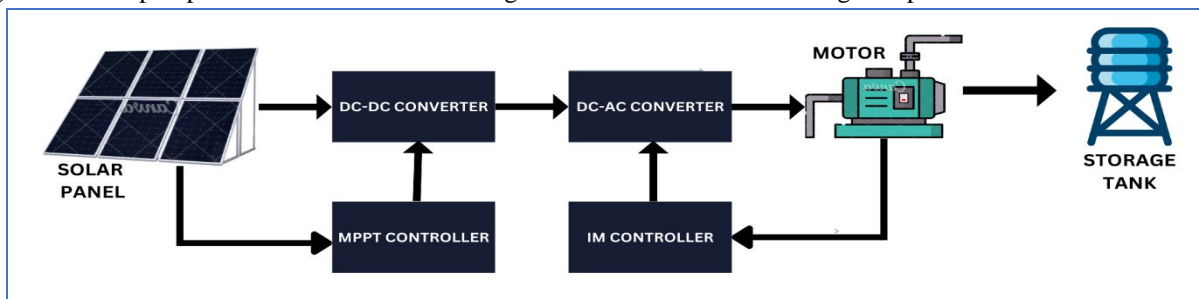 MOTOR
DC-DC CONVERTER
DC-AC CONVERTER
SOLAR
PANEL
STORAGE
TANK
MPPT CONTROLLER
IM CONTROLLER